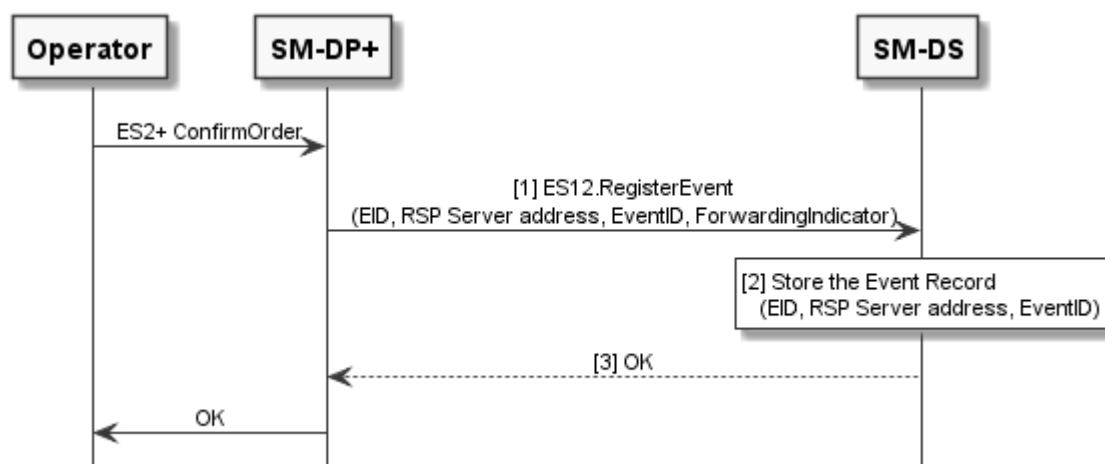 Operator
SM-DP+
SM-DS
ES2+ ConfirmOrder
[1] ES12.RegisterEvent
(EID, RSP Server address, EventID, ForwardingIndicator)
[2] Store the Event Record
(EID, RSP Server address, EventID)
[3] OK
OK